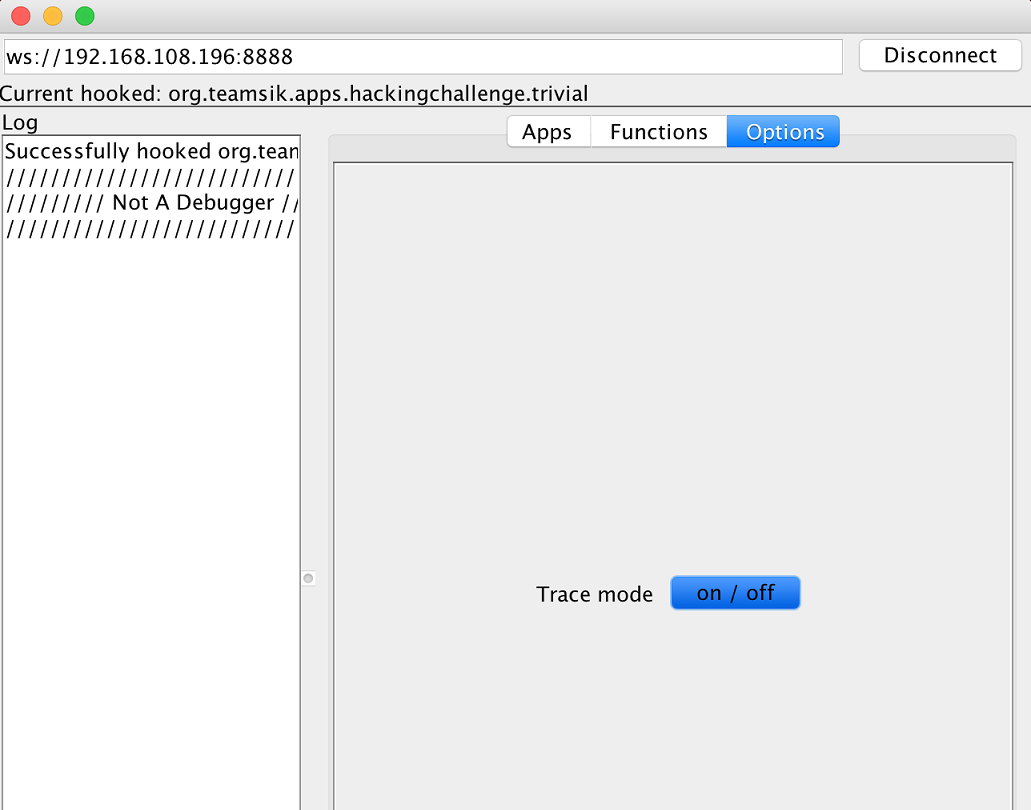 ws://192.168.108.196:8888
Disconnect
Current hooked: org.teamsik.apps.hackingchallenge.trivial
Log
Apps Functions Options
Successfully hooked org.tean
//////////////////////////
///////// Not A Debugger //
//////////////////////////
Trace mode on / off